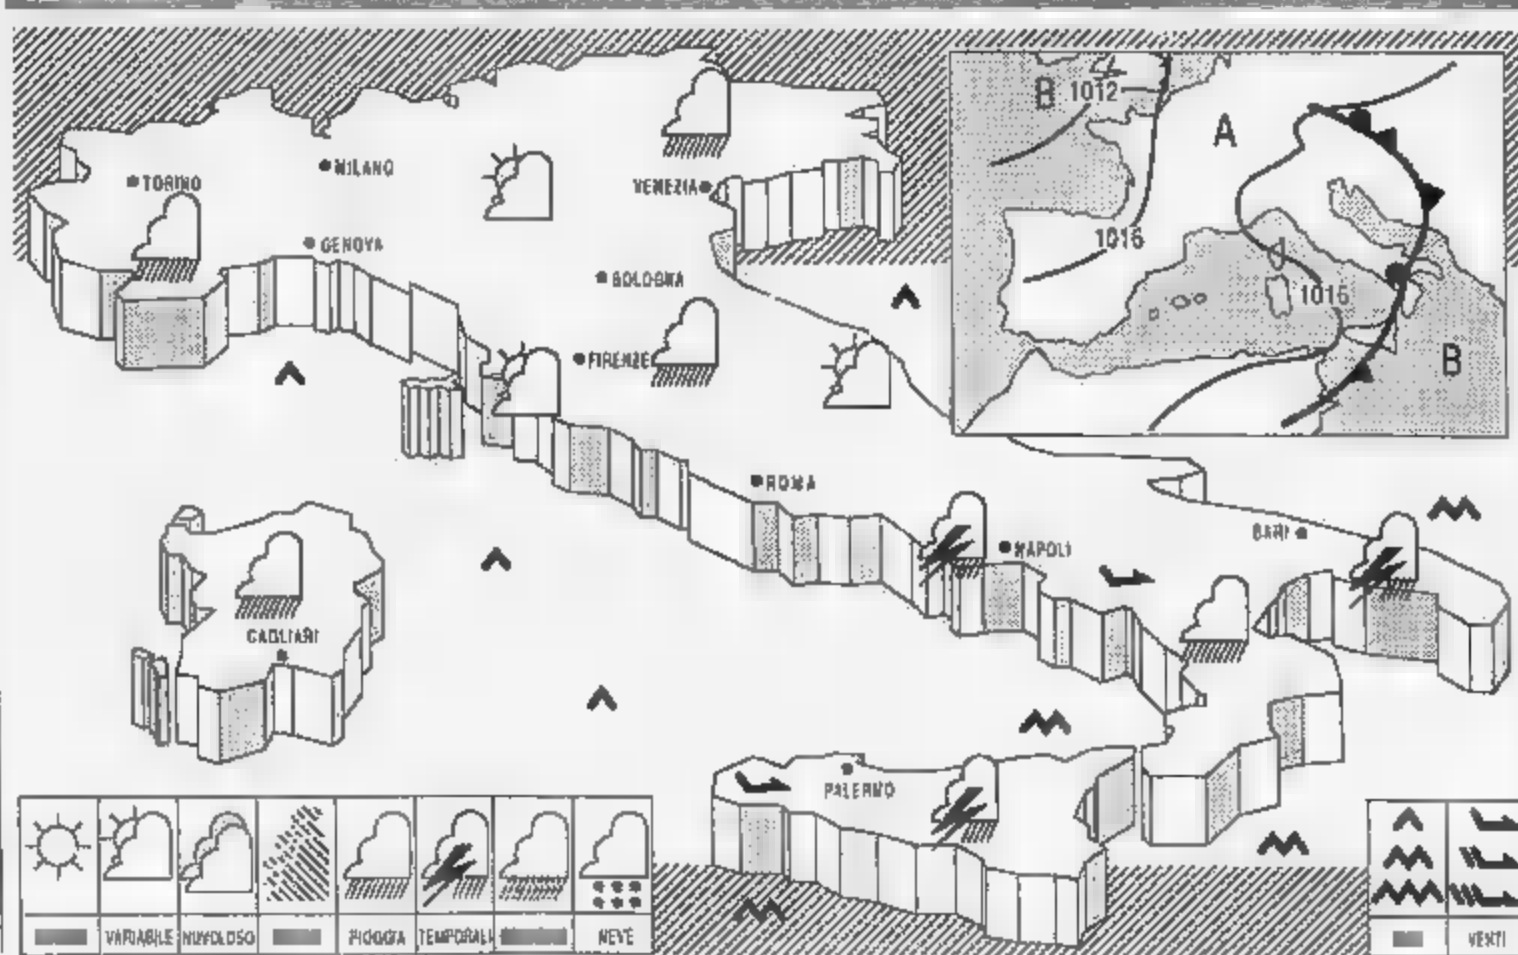 B 1012
A
TORINO
MILANO
VENEZIA
GENOVA
1016
BOLOGNA
1016
FIRENZE
B
ROMA
BARI
NAPOLI
CAGLIARI
PALERMO
VARIABILE NUVOLOSO PIOGGIA TEMPORALI NEVE
VENTI